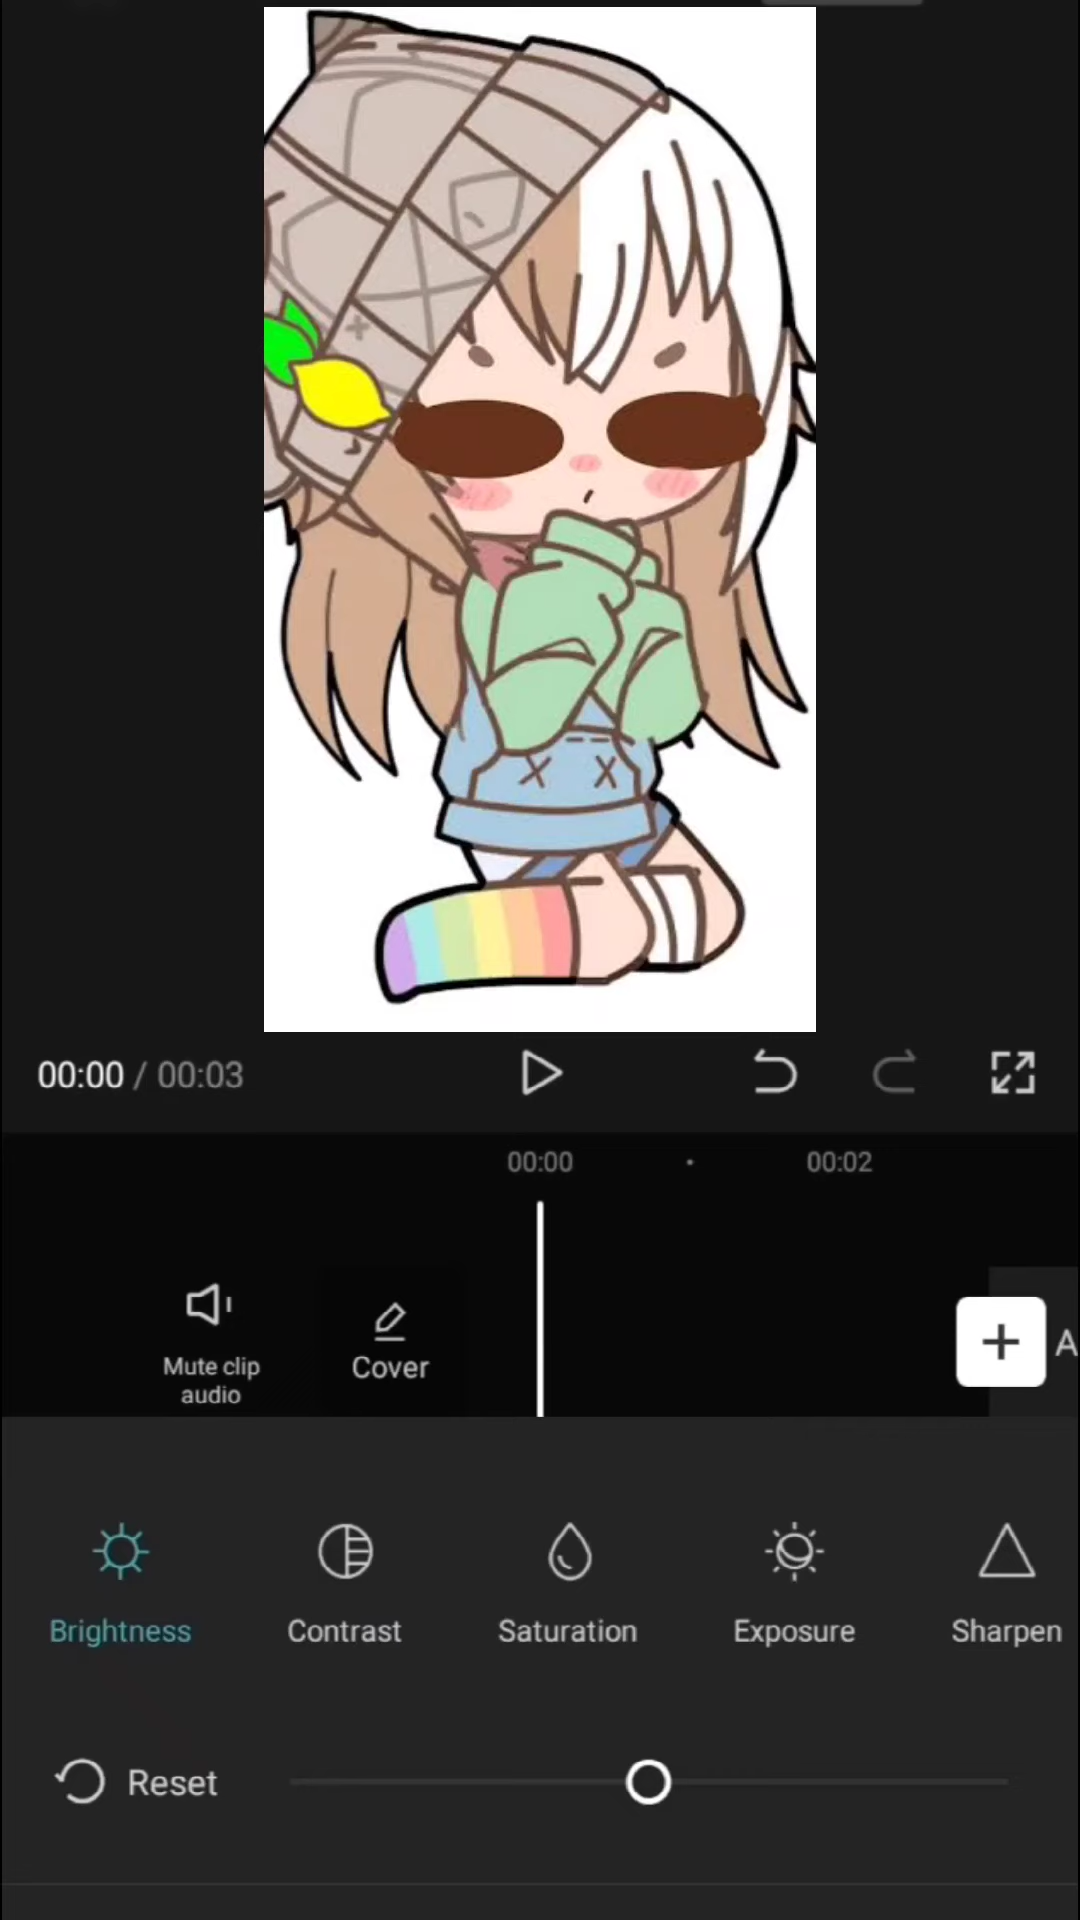 00:00 / 00:03
00:00
00:02
Mute clip
audio
Cover
A
Brightness
Contrast
Saturation
Exposure
Sharpen
Reset